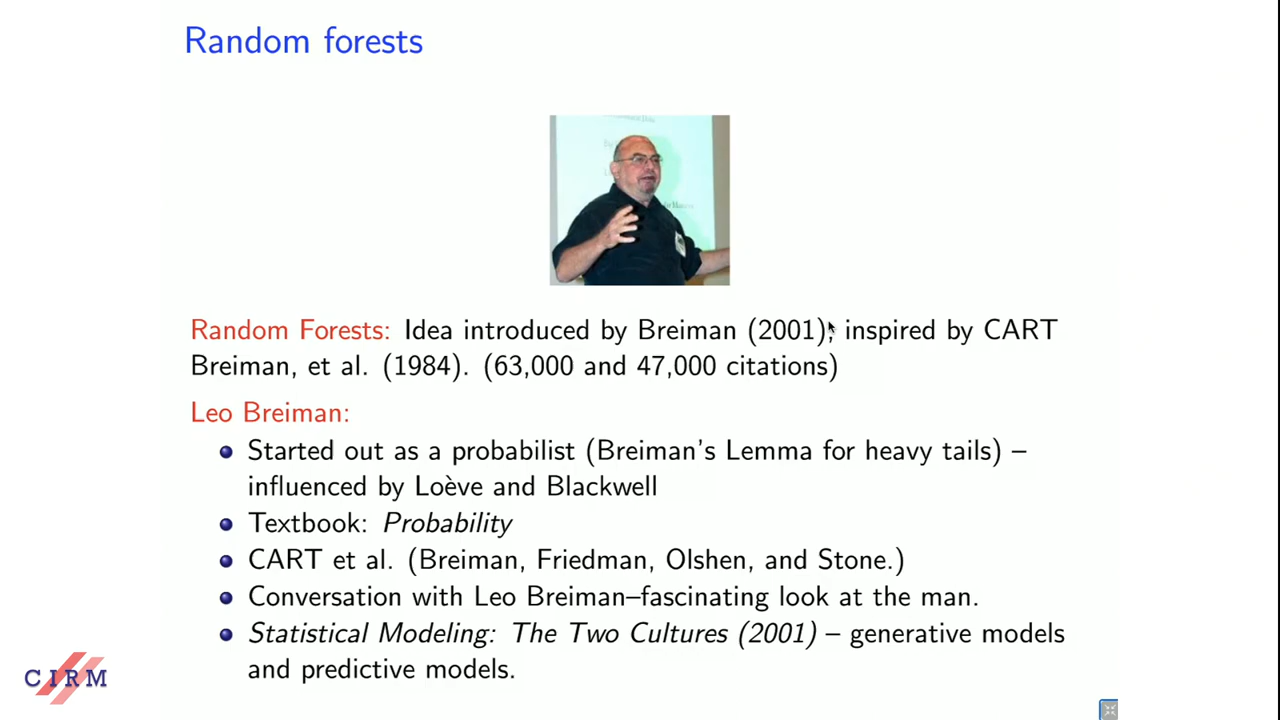 Random forests
Random Forests: Idea introduced by Breiman (2001); inspired by CART
Breiman, et al. (1984). (63,000 and 47,000 citations)
Leo Breiman:
Started out as a probabilist (Breiman's Lemma for heavy tails) –
influenced by Loève and Blackwell
Textbook: Probability
CART et al. (Breiman, Friedman, Olshen, and Stone.)
Conversation with Leo Breiman–fascinating look at the man.
Statistical Modeling: The Two Cultures (2001) – generative models
and predictive models.
CIRM